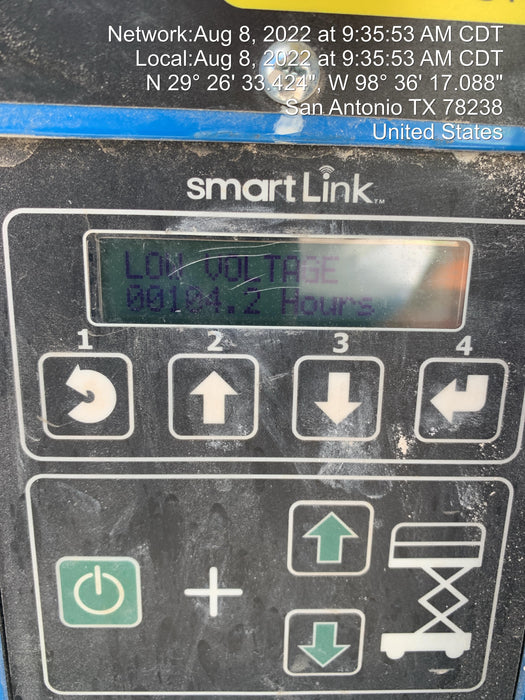 Network:Aug 8, 2022 at 9:35:53 AM CDT
Local:Aug 8, 2022 at 9:35:53 AM CDT
N 29° 26' 33.424", W 98° 36' 17.088"
San Antonio TX 78238
United States
smartLink™
LOW VOLTAGE
00104.2 Hours
1 2 3 4